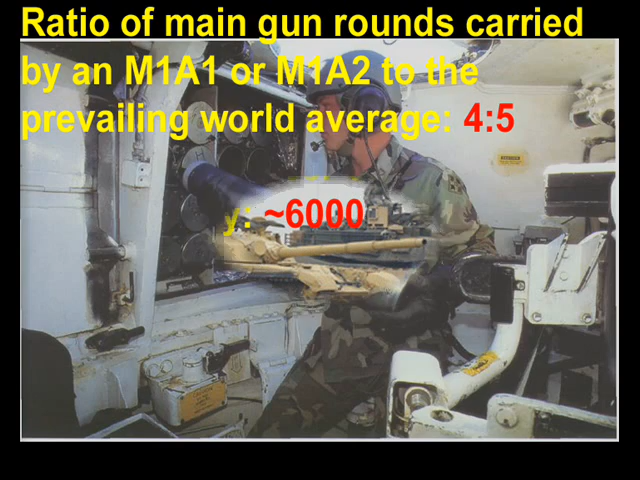 Ratio of main gun rounds carried
by an M1A1 or M1A2 to the
prevailing world average: 4:5
y: ~6000